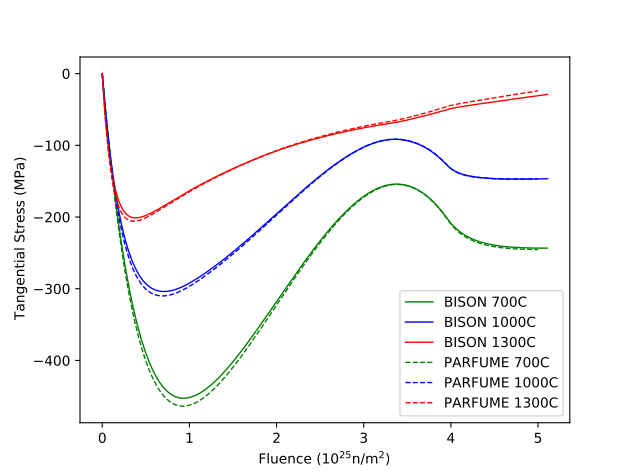 0
−100
−200
−300
−400
Tangential Stress (MPa)
0 1 2 3 4 5
Fluence (10²⁵n/m²)
BISON 700C
BISON 1000C
BISON 1300C
PARFUME 700C
PARFUME 1000C
PARFUME 1300C